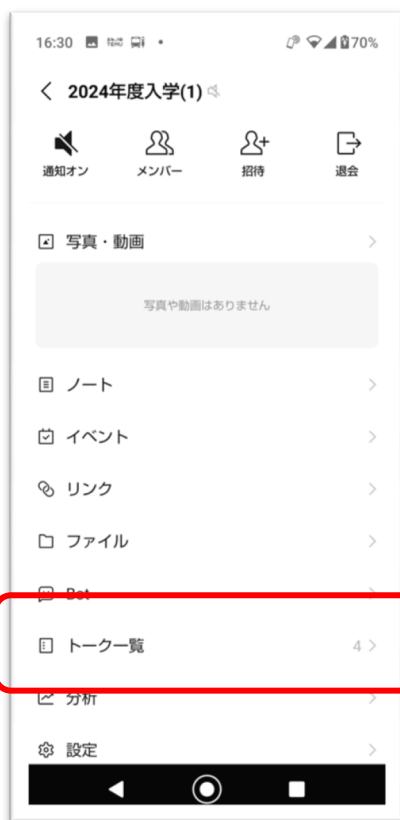 16:30 70%
2024年度入学(1)
通知オン メンバー 招待 退会
写真・動画
写真や動画はありません
ノート
イベント
リンク
ファイル
Bot
トーク一覧 4
分析
設定